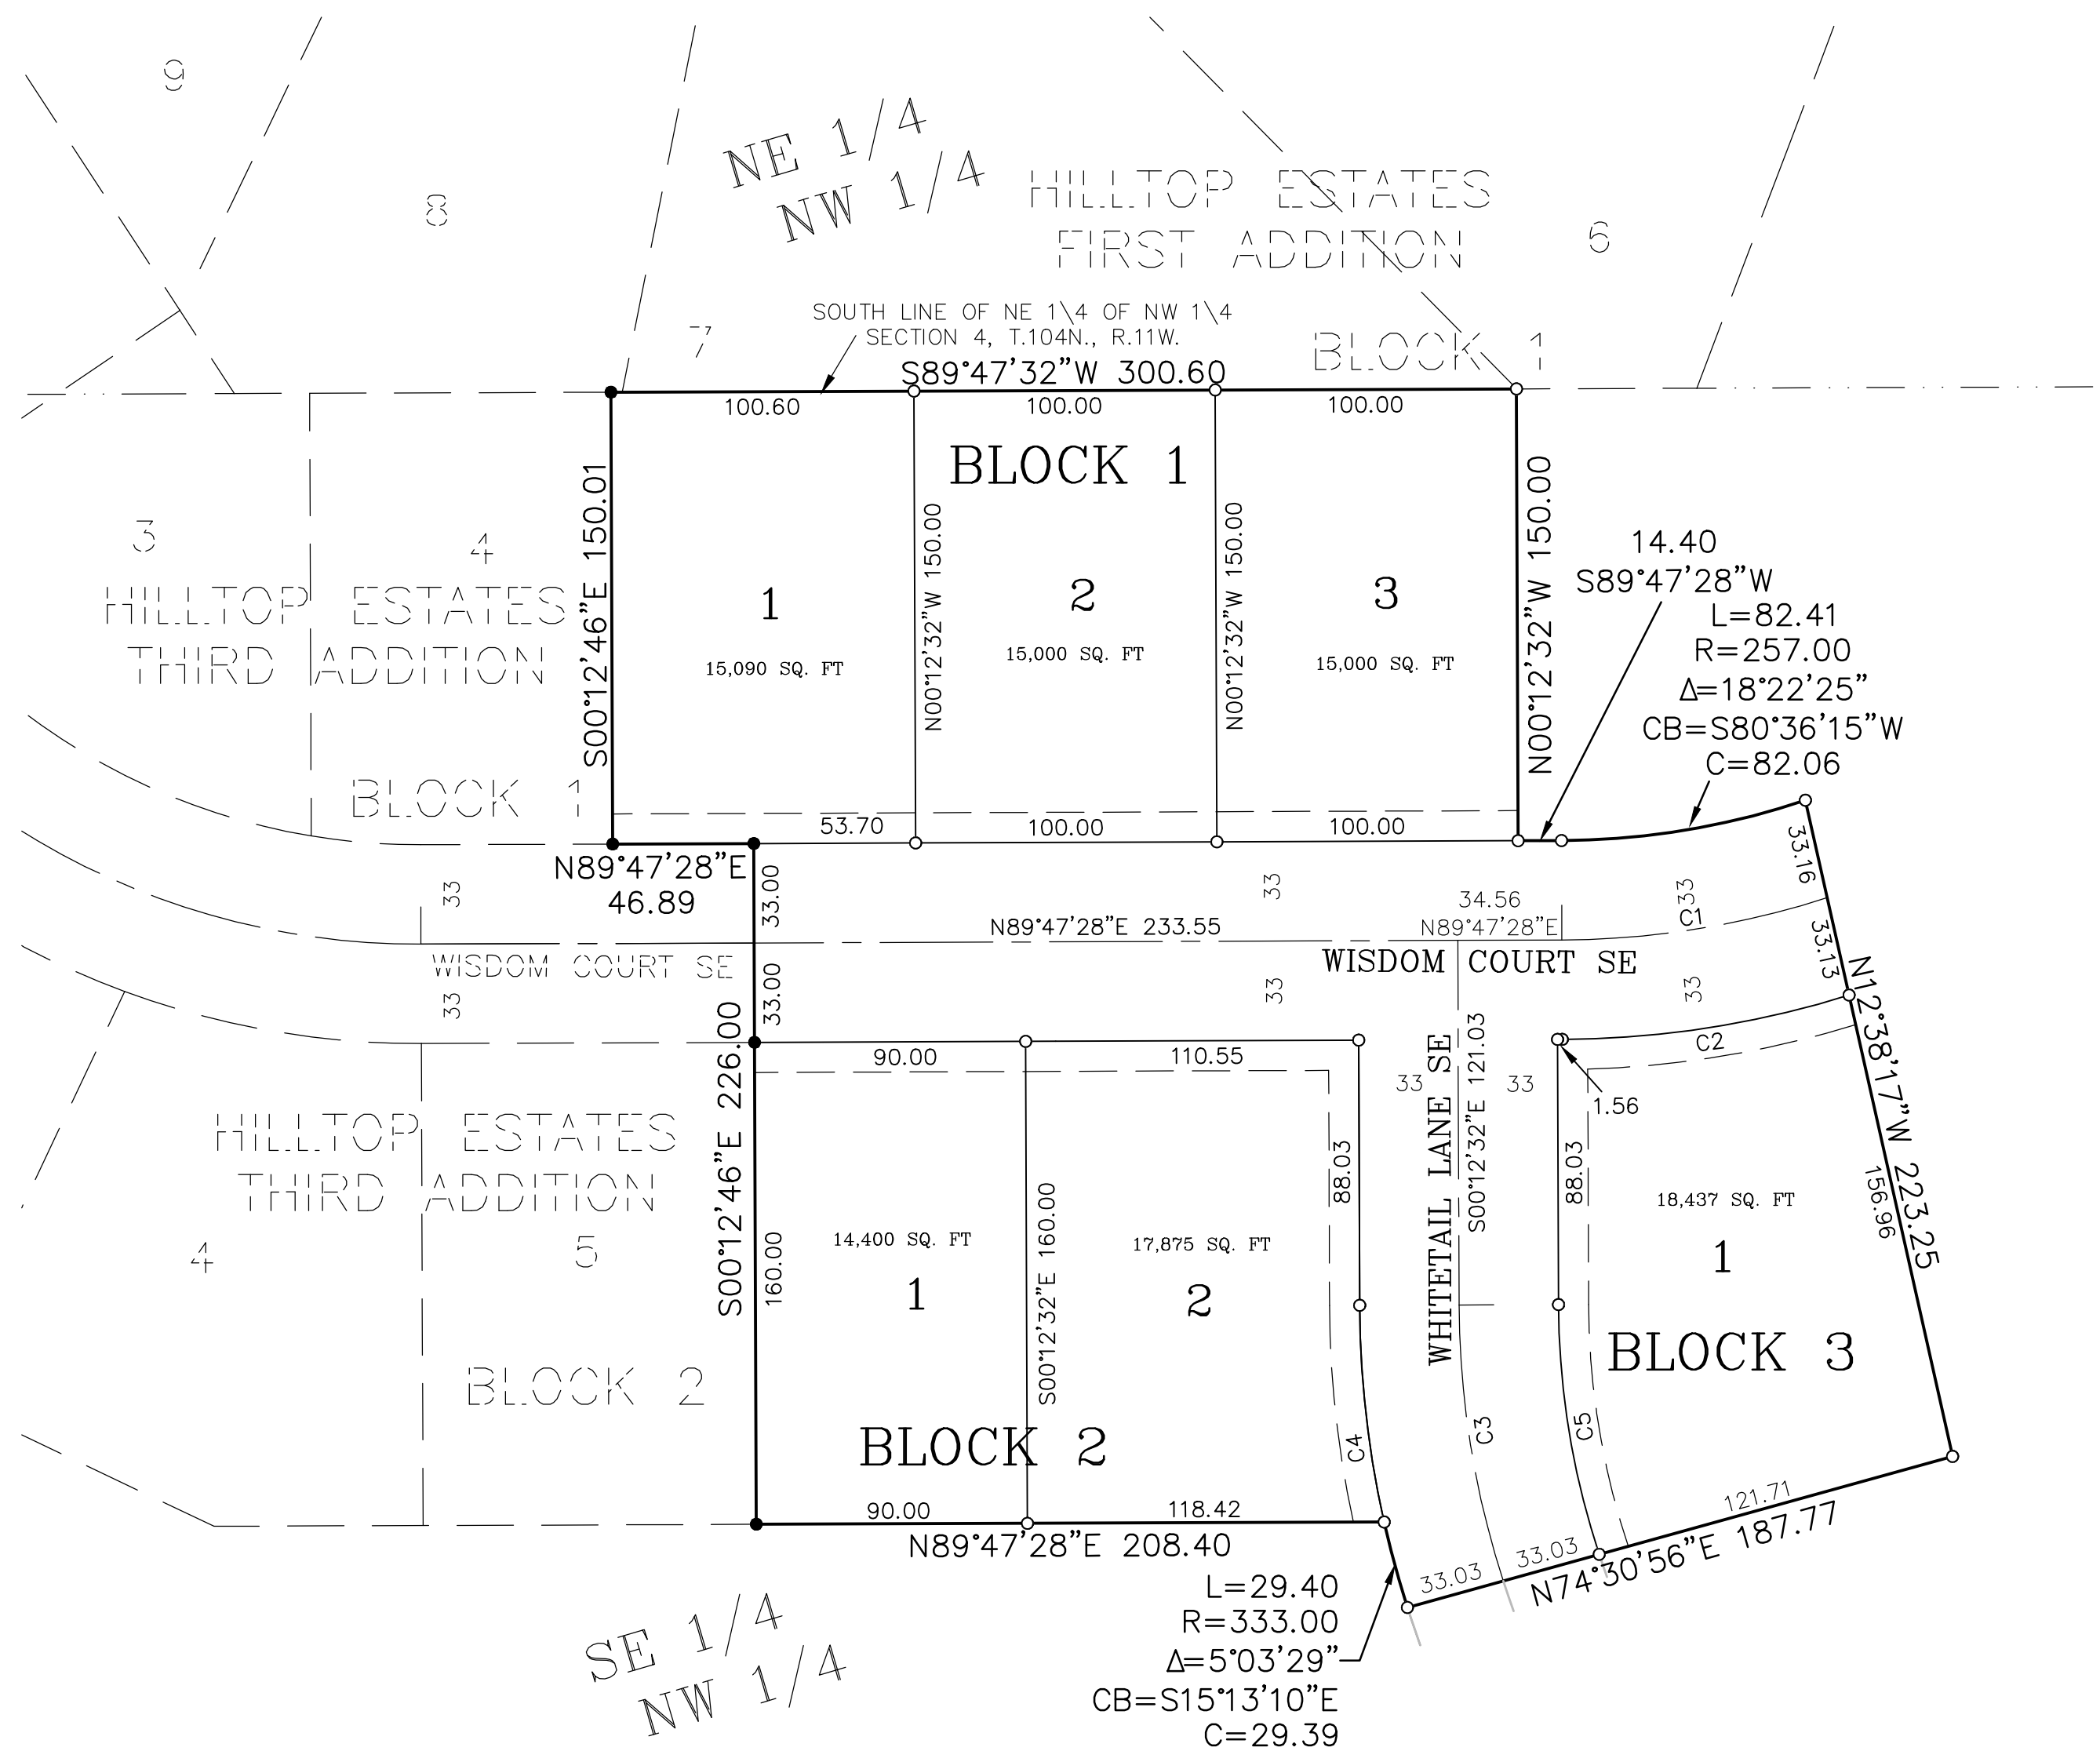 9
8
NE 1/4
NW 1/4
HILLTOP ESTATES
FIRST ADDITION
6
7
SOUTH LINE OF NE 1\4 OF NW 1\4
SECTION 4, T.104N., R.11W.
BLOCK 1
S89°47'32"W 300.60
100.60
100.00
100.00
BLOCK 1
S00°12'46"E 150.01
N00°12'32"W 150.00
N00°12'32"W 150.00
N00°12'32"W 150.00
3
4
HILLTOP ESTATES
THIRD ADDITION
BLOCK 1
1
15,090 SQ. FT
2
15,000 SQ. FT
3
15,000 SQ. FT
14.40
S89°47'28"W
L=82.41
R=257.00
Δ=18°22'25"
CB=S80°36'15"W
C=82.06
53.70
100.00
100.00
N89°47'28"E
46.89
33.00
33
33
34.56
N89°47'28"E
33
C1
33.16
N89°47'28"E 233.55
WISDOM COURT SE
WISDOM COURT SE
33
33.00
33
33
33.13
N12°38'17"W 223.25
90.00
110.55
S00°12'46"E 226.00
WHITETAIL LANE SE
S00°12'32"E 121.03
33
33
C2
1.56
HILLTOP ESTATES
THIRD ADDITION
4
5
BLOCK 2
160.00
14,400 SQ. FT
1
S00°12'32"E 160.00
17,875 SQ. FT
2
88.03
88.03
18,437 SQ. FT
1
156.96
BLOCK 3
BLOCK 2
C4
C3
C5
90.00
118.42
N89°47'28"E 208.40
121.71
33.03
33.03
N74°30'56"E 187.77
L=29.40
R=333.00
Δ=5°03'29"
CB=S15°13'10"E
C=29.39
SE 1/4
NW 1/4